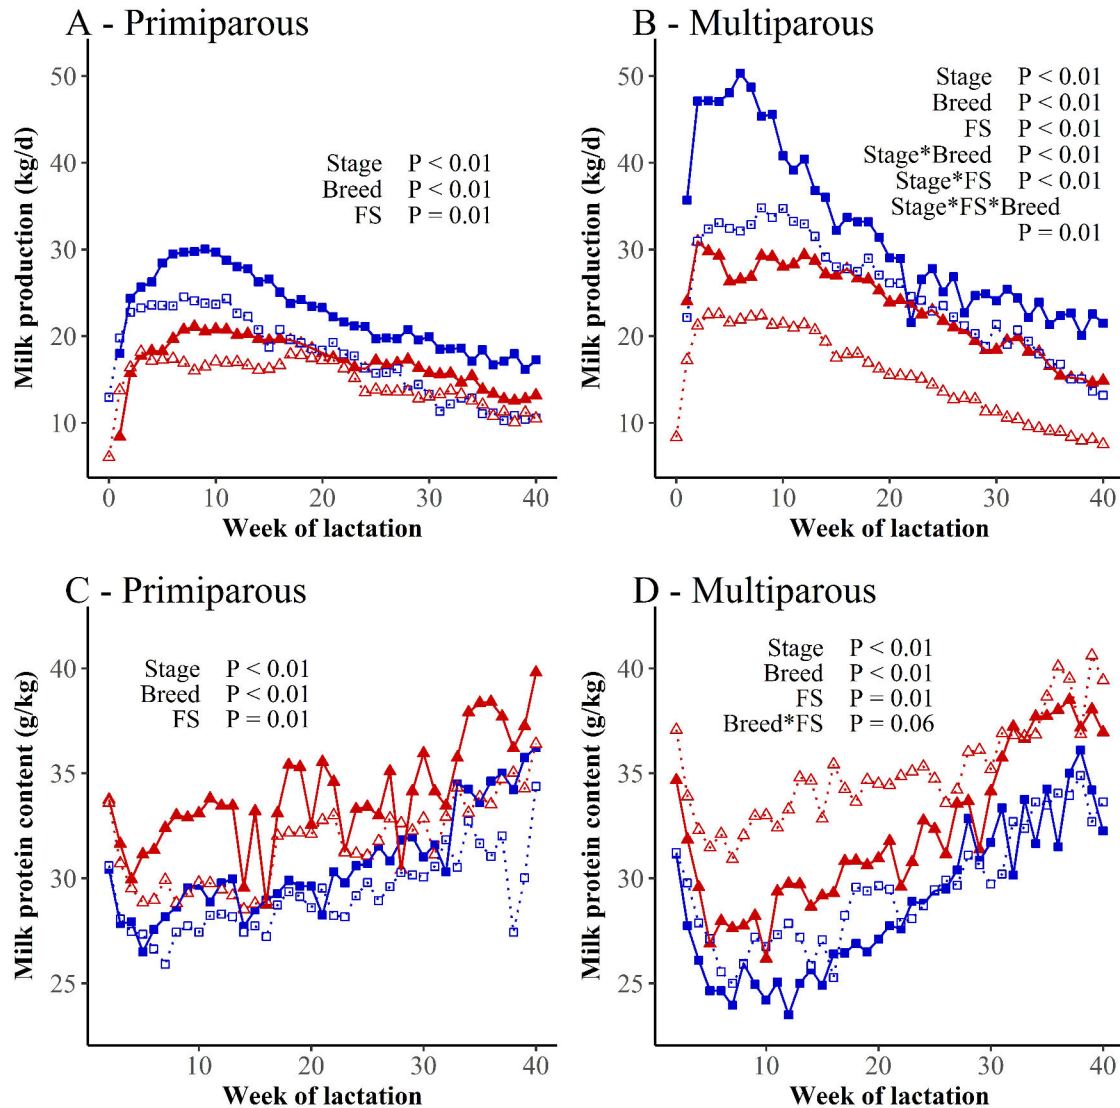 A - Primiparous
Milk production (kg/d)
50
40
30
20
10
Stage P < 0.01
Breed P < 0.01
FS P = 0.01
0 10 20 30 40
Week of lactation
B - Multiparous
Milk production (kg/d)
50
40
30
20
10
Stage P < 0.01
Breed P < 0.01
FS P < 0.01
Stage*Breed P < 0.01
Stage*FS P < 0.01
Stage*FS*Breed
P = 0.01
0 10 20 30 40
Week of lactation
C - Primiparous
Milk protein content (g/kg)
40
35
30
25
Stage P < 0.01
Breed P < 0.01
FS P = 0.01
10 20 30 40
Week of lactation
D - Multiparous
Milk protein content (g/kg)
40
35
30
25
Stage P < 0.01
Breed P < 0.01
FS P = 0.01
Breed*FS P = 0.06
10 20 30 40
Week of lactation